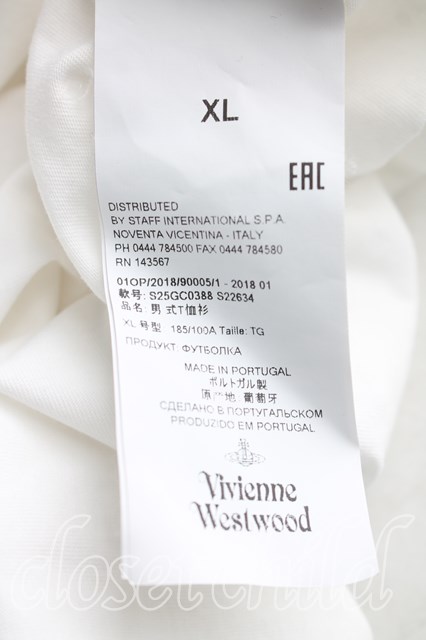 XL
EAC
DISTRIBUTED
BY STAFF INTERNATIONAL S.P.A.
NOVENTA VICENTINA - ITALY
PH 0444 784500 FAX 0444 784580
RN 143567
01OP/2018/90005/1 - 2018 01
款号: S25GC0388 S22634
品名: 男式T恤衫
XL 号型 185/100A Taille: TG
ПРОДУКТ: ФУТБОЛКА
MADE IN PORTUGAL
ポルトガル製
地: 葡萄牙
СДЕЛАНО В ПОРТУГАЛЬСКОМ
PRODUZIDO EM PORTUGAL
Vivienne
Westwood
closet child